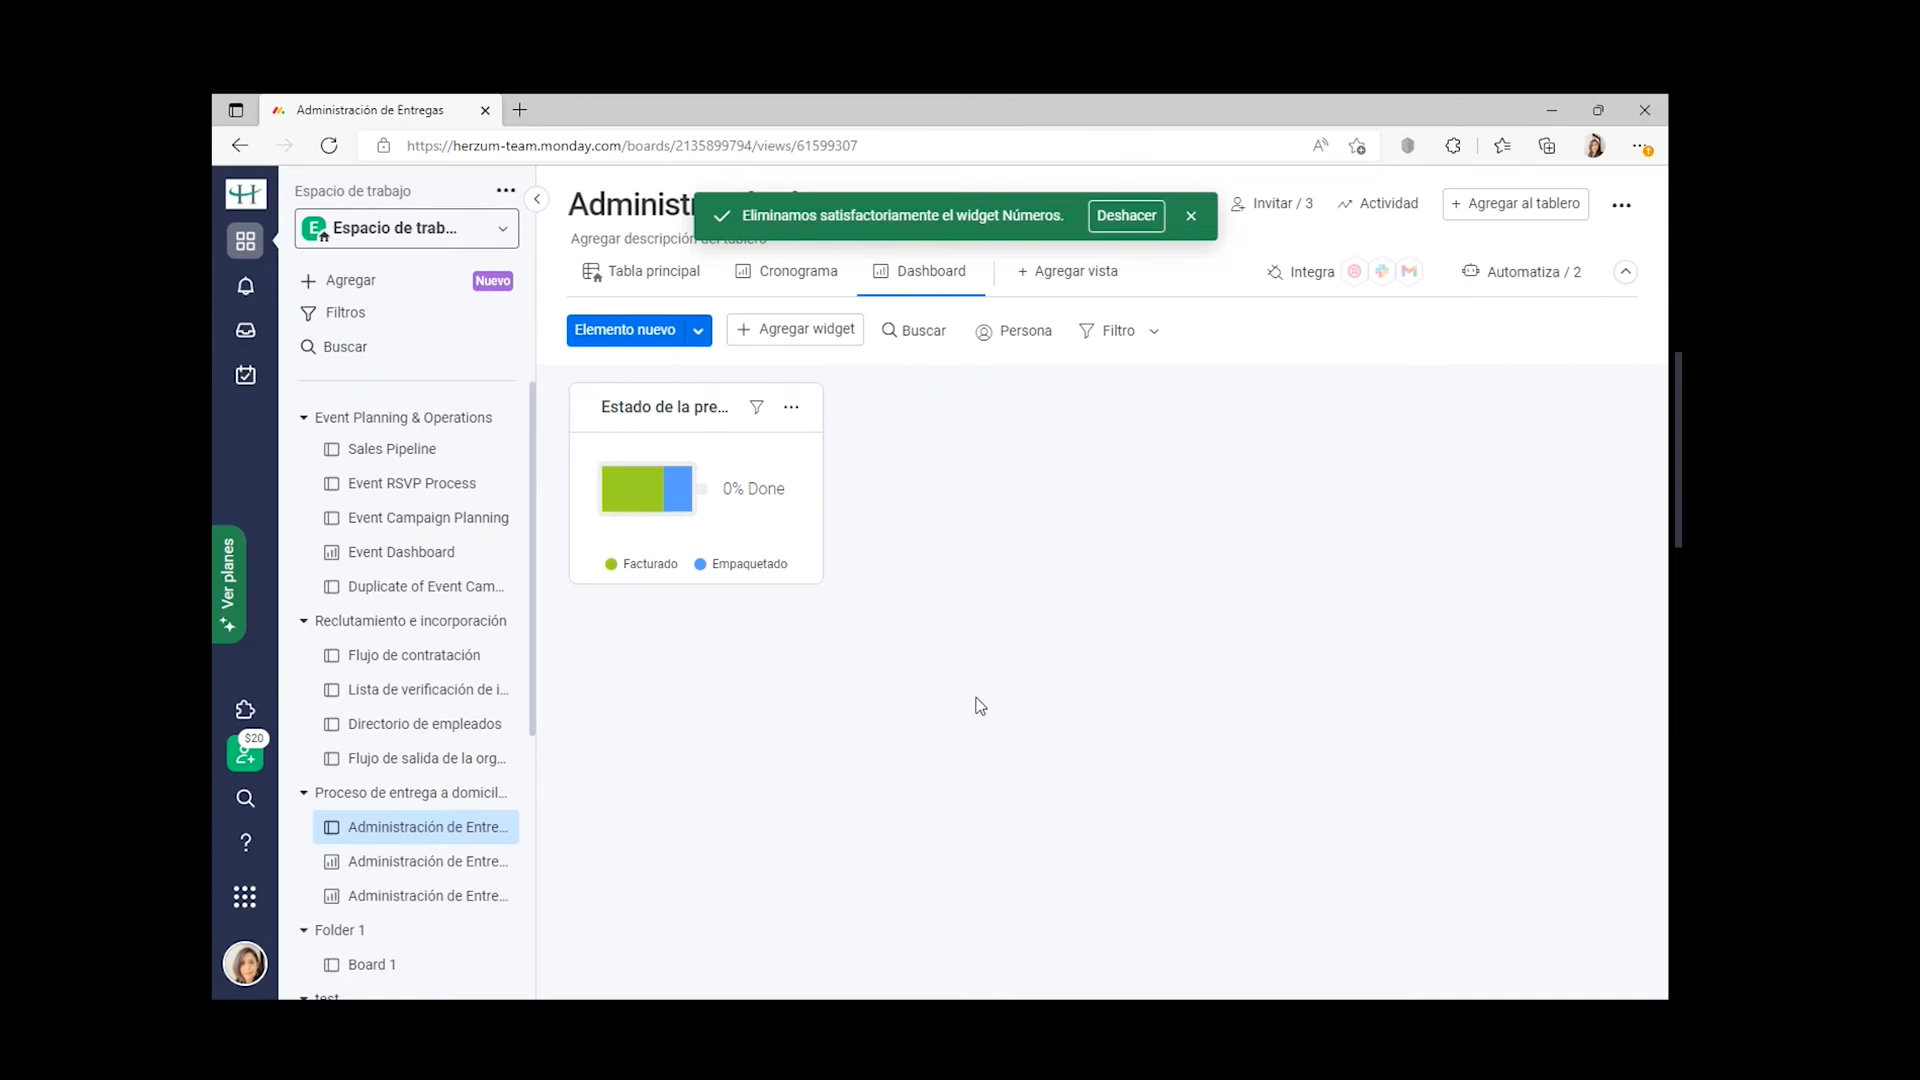 Administración de Entregas
https://herzum-team.monday.com/boards/2135899794/views/61599307
Espacio de trabajo
E
Espacio de trab...
Agregar
Nuevo
Filtros
Buscar
Event Planning & Operations
Sales Pipeline
Event RSVP Process
Event Campaign Planning
Event Dashboard
Duplicate of Event Cam...
Reclutamiento e incorporación
Flujo de contratación
Lista de verificación de i...
Directorio de empleados
Flujo de salida de la org...
Proceso de entrega a domicil...
Administración de Entre...
Administración de Entre...
Administración de Entre...
Folder 1
Board 1
test
H
Ver planes
$20
Eliminamos satisfactoriamente el widget Números.
Deshacer
Invitar / 3
Actividad
+ Agregar al tablero
Agregar descripción del tablero
Tabla principal
Cronograma
Dashboard
+ Agregar vista
Integra
Automatiza / 2
Elemento nuevo
+ Agregar widget
Buscar
Persona
Filtro
Estado de la pre...
0% Done
Facturado
Empaquetado